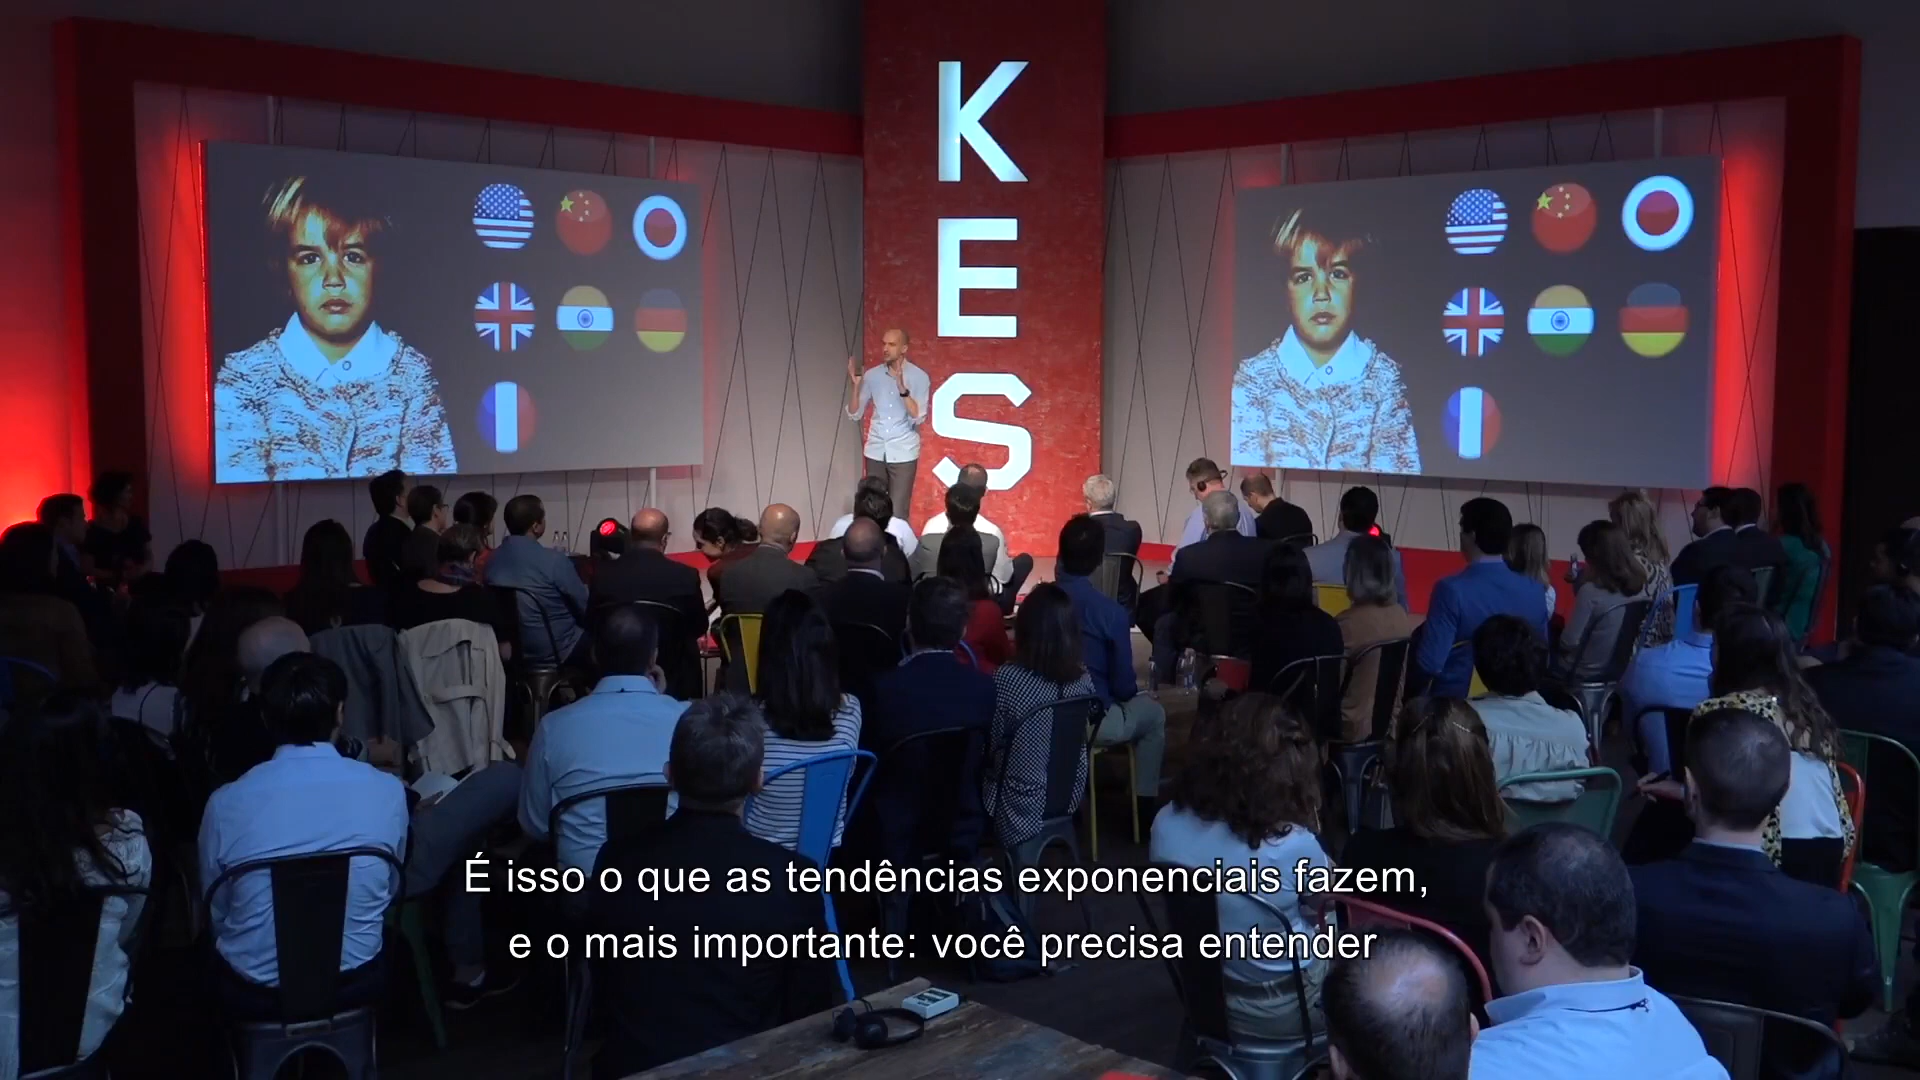 K
E
S
É isso o que as tendências exponenciais fazem,
e o mais importante: você precisa entender